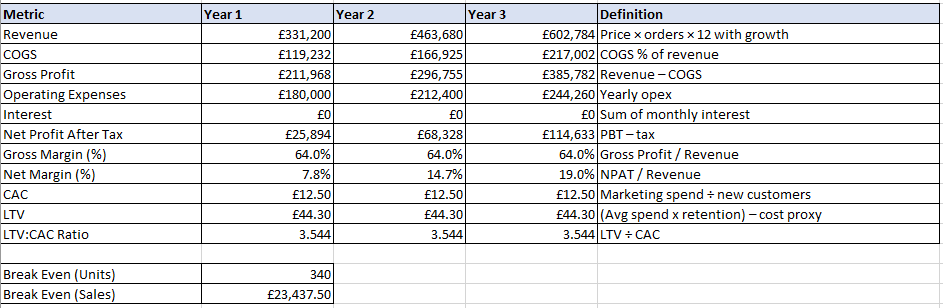 Metric Year 1 Year 2 Year 3 Definition
Revenue £331,200 £463,680 £602,784 Price × orders × 12 with growth
COGS £119,232 £166,925 £217,002 COGS % of revenue
Gross Profit £211,968 £296,755 £385,782 Revenue – COGS
Operating Expenses £180,000 £212,400 £244,260 Yearly opex
Interest £0 £0 £0 Sum of monthly interest
Net Profit After Tax £25,894 £68,328 £114,633 PBT – tax
Gross Margin (%) 64.0% 64.0% 64.0% Gross Profit / Revenue
Net Margin (%) 7.8% 14.7% 19.0% NPAT / Revenue
CAC £12.50 £12.50 £12.50 Marketing spend ÷ new customers
LTV £44.30 £44.30 £44.30 (Avg spend x retention) – cost proxy
LTV:CAC Ratio 3.544 3.544 3.544 LTV ÷ CAC
Break Even (Units) 340
Break Even (Sales) £23,437.50